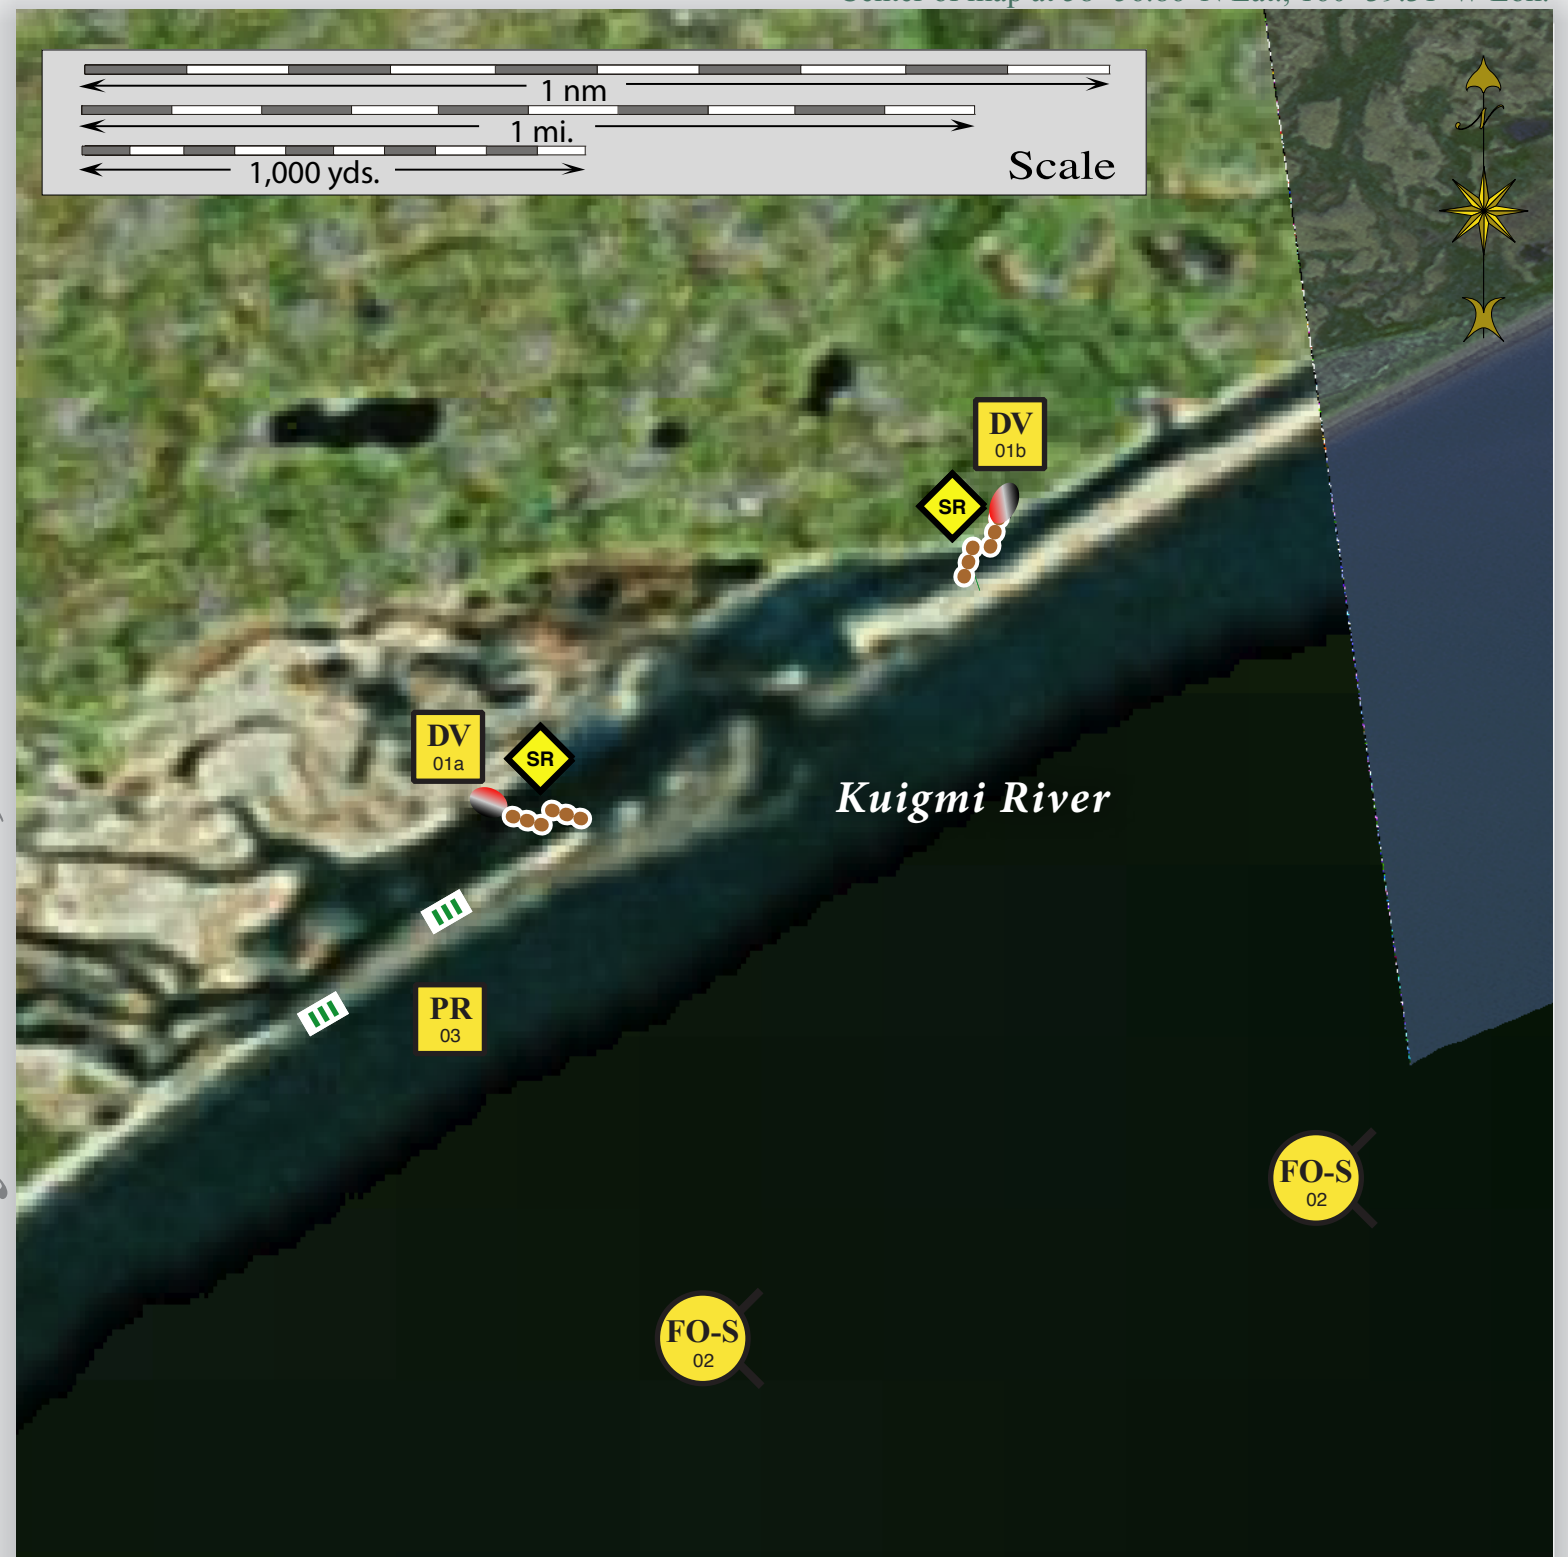 1 nm
1 mi.
1,000 yds.
Scale
N
DV
01b
SR
DV
01a
SR
Kuigmi River
PR
03
FO-S
02
FO-S
02